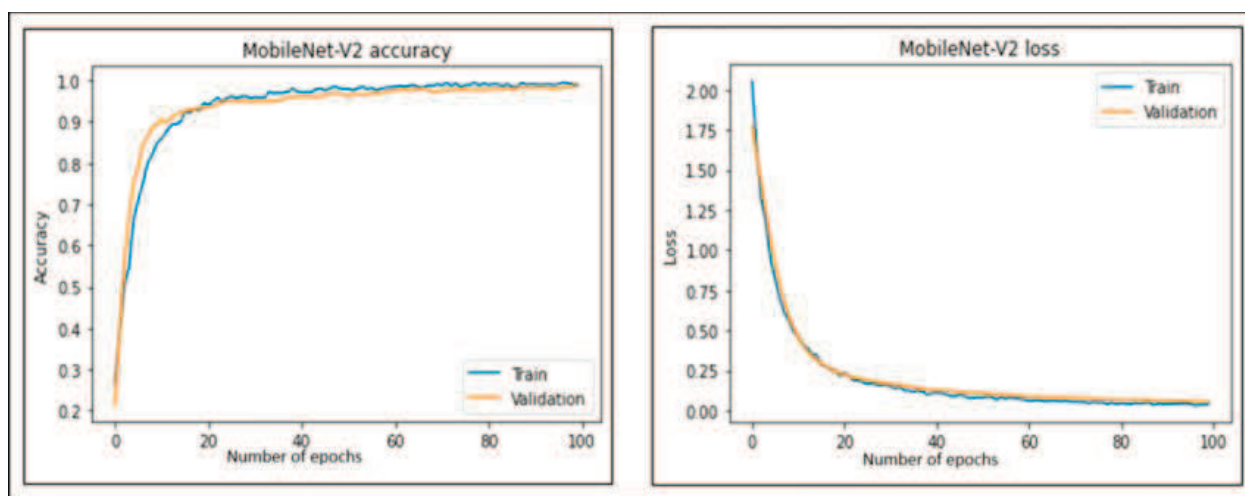 MobileNet-V2 accuracy
1.0
0.9
0.8
0.7
0.6
0.5
0.4
0.3
0.2
Accuracy
Train
Validation
0 20 40 60 80 100
Number of epochs
MobileNet-V2 loss
2.00
1.75
1.50
1.25
1.00
0.75
0.50
0.25
0.00
Loss
Train
Validation
0 20 40 60 80 100
Number of epochs